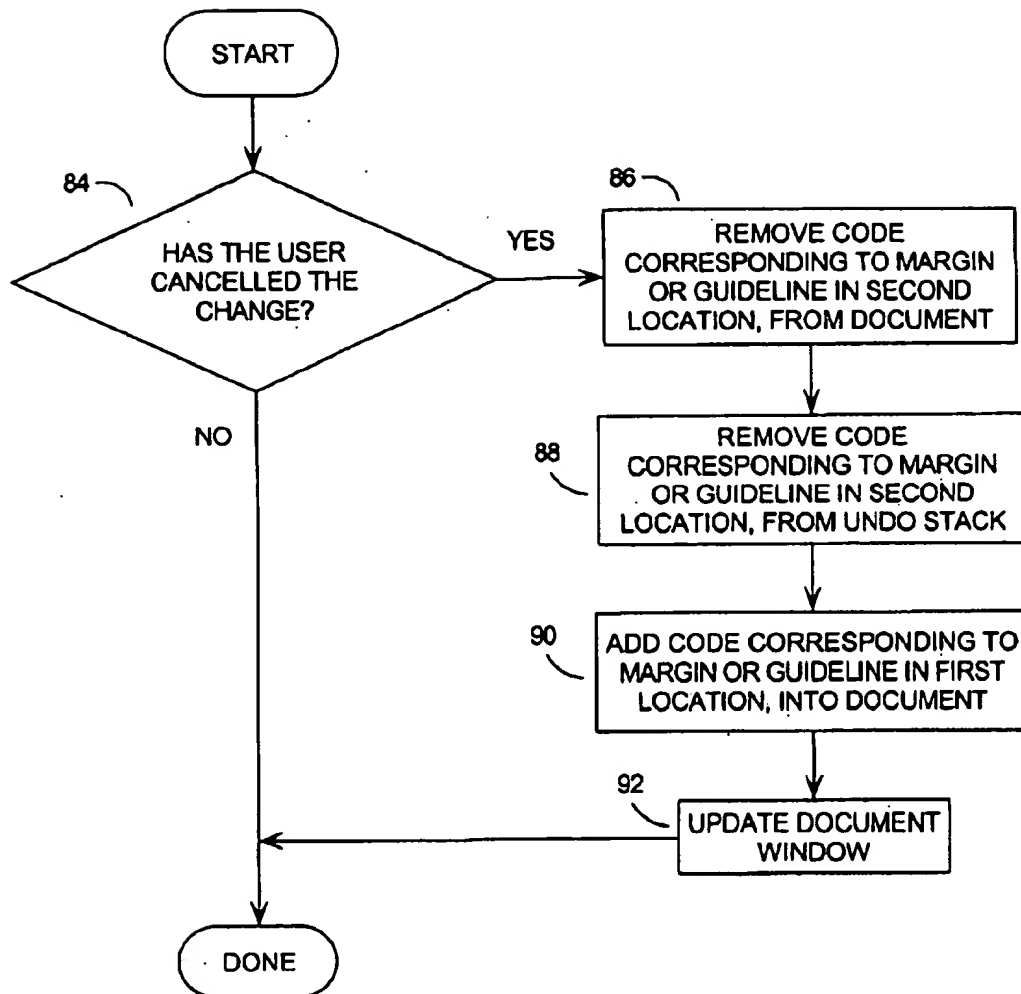 START
84
HAS THE USER
CANCELLED THE
CHANGE?
YES
NO
86
REMOVE CODE
CORRESPONDING TO MARGIN
OR GUIDELINE IN SECOND
LOCATION, FROM DOCUMENT
88
REMOVE CODE
CORRESPONDING TO MARGIN
OR GUIDELINE IN SECOND
LOCATION, FROM UNDO STACK
90
ADD CODE CORRESPONDING TO
MARGIN OR GUIDELINE IN FIRST
LOCATION, INTO DOCUMENT
92
UPDATE DOCUMENT
WINDOW
DONE